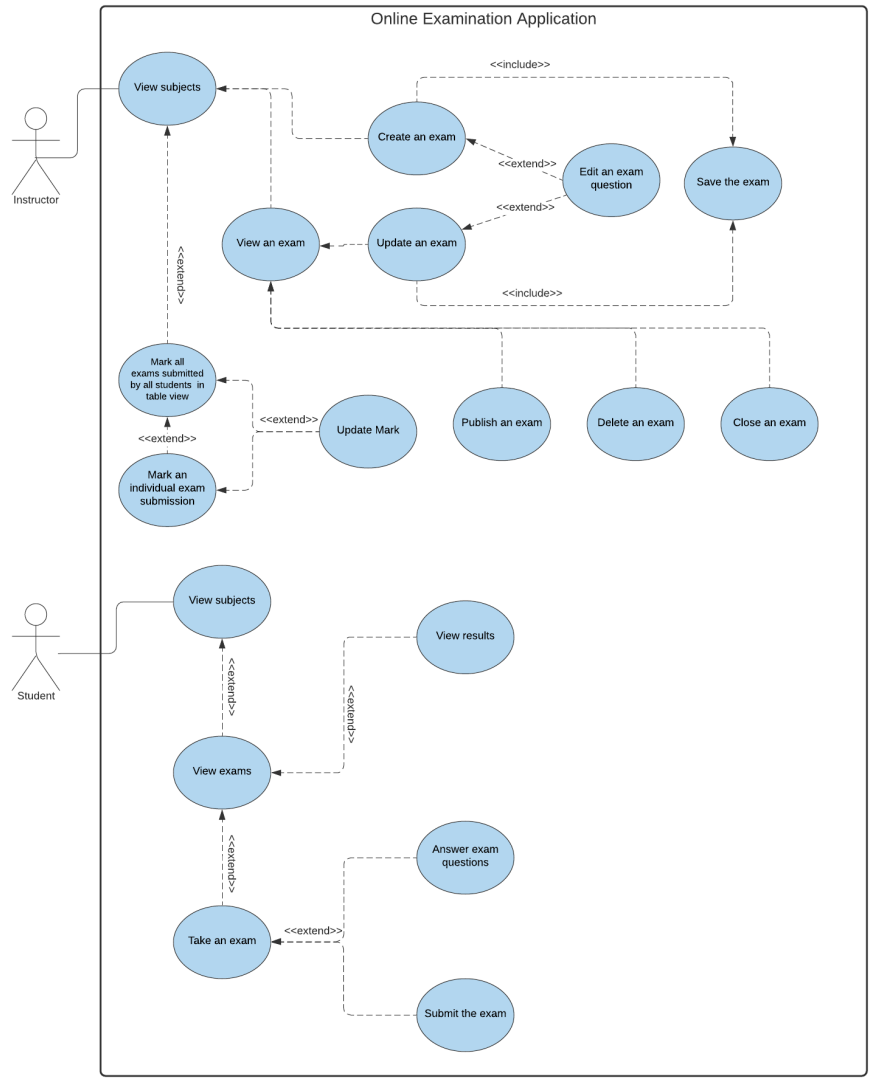 Online Examination Application
View subjects
<<include>>
Create an exam
<<extend>>
Edit an exam
question
Save the exam
Instructor
<<extend>>
View an exam
Update an exam
<<extend>>
<<include>>
Mark all
exams submitted
by all students in
table view
<<extend>>
Update Mark
Publish an exam
Delete an exam
Close an exam
<<extend>>
Mark an
individual exam
submission
View subjects
View results
Student
<<extend>>
<<extend>>
View exams
Answer exam
questions
<<extend>>
<<extend>>
Take an exam
Submit the exam